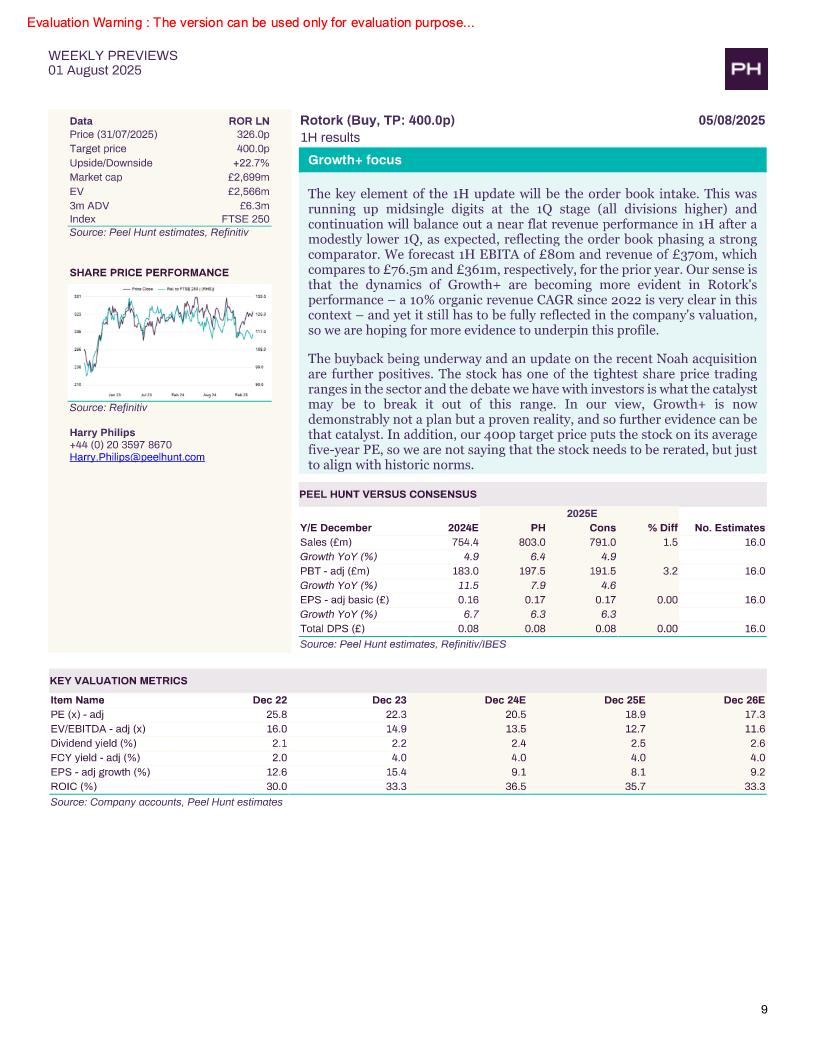 Evaluation Warning : The version can be used only for evaluation purpose...
WEEKLY PREVIEWS
01 August 2025
PH
Data ROR LN
Price (31/07/2025) 326.0p
Target price 400.0p
Upside/Downside +22.7%
Market cap £2,699m
EV £2,566m
3m ADV £6.3m
Index FTSE 250
Source: Peel Hunt estimates, Refinitiv
SHARE PRICE PERFORMANCE
Price Close Rel to FTSE 250 ( (RHS))
Jan 23 Jul 23 Feb 24 Aug 24 Feb 25
Source: Refinitiv
Harry Philips
+44 (0) 20 3597 8670
Harry.Philips@peelhunt.com
Rotork (Buy, TP: 400.0p) 05/08/2025
1H results
Growth+ focus
The key element of the 1H update will be the order book intake. This was
running up midsingle digits at the 1Q stage (all divisions higher) and
continuation will balance out a near flat revenue performance in 1H after a
modestly lower 1Q, as expected, reflecting the order book phasing a strong
comparator. We forecast 1H EBITA of £80m and revenue of £370m, which
compares to £76.5m and £361m, respectively, for the prior year. Our sense is
that the dynamics of Growth+ are becoming more evident in Rotork's
performance – a 10% organic revenue CAGR since 2022 is very clear in this
context – and yet it still has to be fully reflected in the company's valuation,
so we are hoping for more evidence to underpin this profile.
The buyback being underway and an update on the recent Noah acquisition
are further positives. The stock has one of the tightest share price trading
ranges in the sector and the debate we have with investors is what the catalyst
may be to break it out of this range. In our view, Growth+ is now
demonstrably not a plan but a proven reality, and so further evidence can be
that catalyst. In addition, our 400p target price puts the stock on its average
five-year PE, so we are not saying that the stock needs to be rerated, but just
to align with historic norms.
PEEL HUNT VERSUS CONSENSUS
2025E
Y/E December 2024E PH Cons % Diff No. Estimates
Sales (£m) 754.4 803.0 791.0 1.5 16.0
Growth YoY (%) 4.9 6.4 4.9
PBT - adj (£m) 183.0 197.5 191.5 3.2 16.0
Growth YoY (%) 11.5 7.9 4.6
EPS - adj basic (£) 0.16 0.17 0.17 0.00 16.0
Growth YoY (%) 6.7 6.3 6.3
Total DPS (£) 0.08 0.08 0.08 0.00 16.0
Source: Peel Hunt estimates, Refinitiv/IBES
KEY VALUATION METRICS
Item Name Dec 22 Dec 23 Dec 24E Dec 25E Dec 26E
PE (x) - adj 25.8 22.3 20.5 18.9 17.3
EV/EBITDA - adj (x) 16.0 14.9 13.5 12.7 11.6
Dividend yield (%) 2.1 2.2 2.4 2.5 2.6
FCY yield - adj (%) 2.0 4.0 4.0 4.0 4.0
EPS - adj growth (%) 12.6 15.4 9.1 8.1 9.2
ROIC (%) 30.0 33.3 36.5 35.7 33.3
Source: Company accounts, Peel Hunt estimates
9